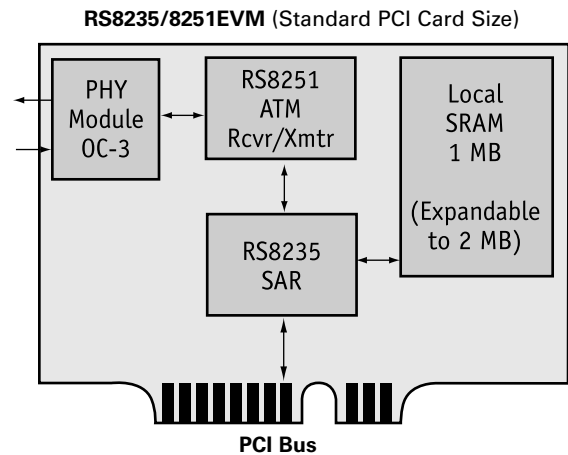 RS8235/8251EVM (Standard PCI Card Size)
PHY
Module
OC-3
RS8251
ATM
Rcvr/Xmtr
Local
SRAM
1 MB
(Expandable
to 2 MB)
RS8235
SAR
PCI Bus